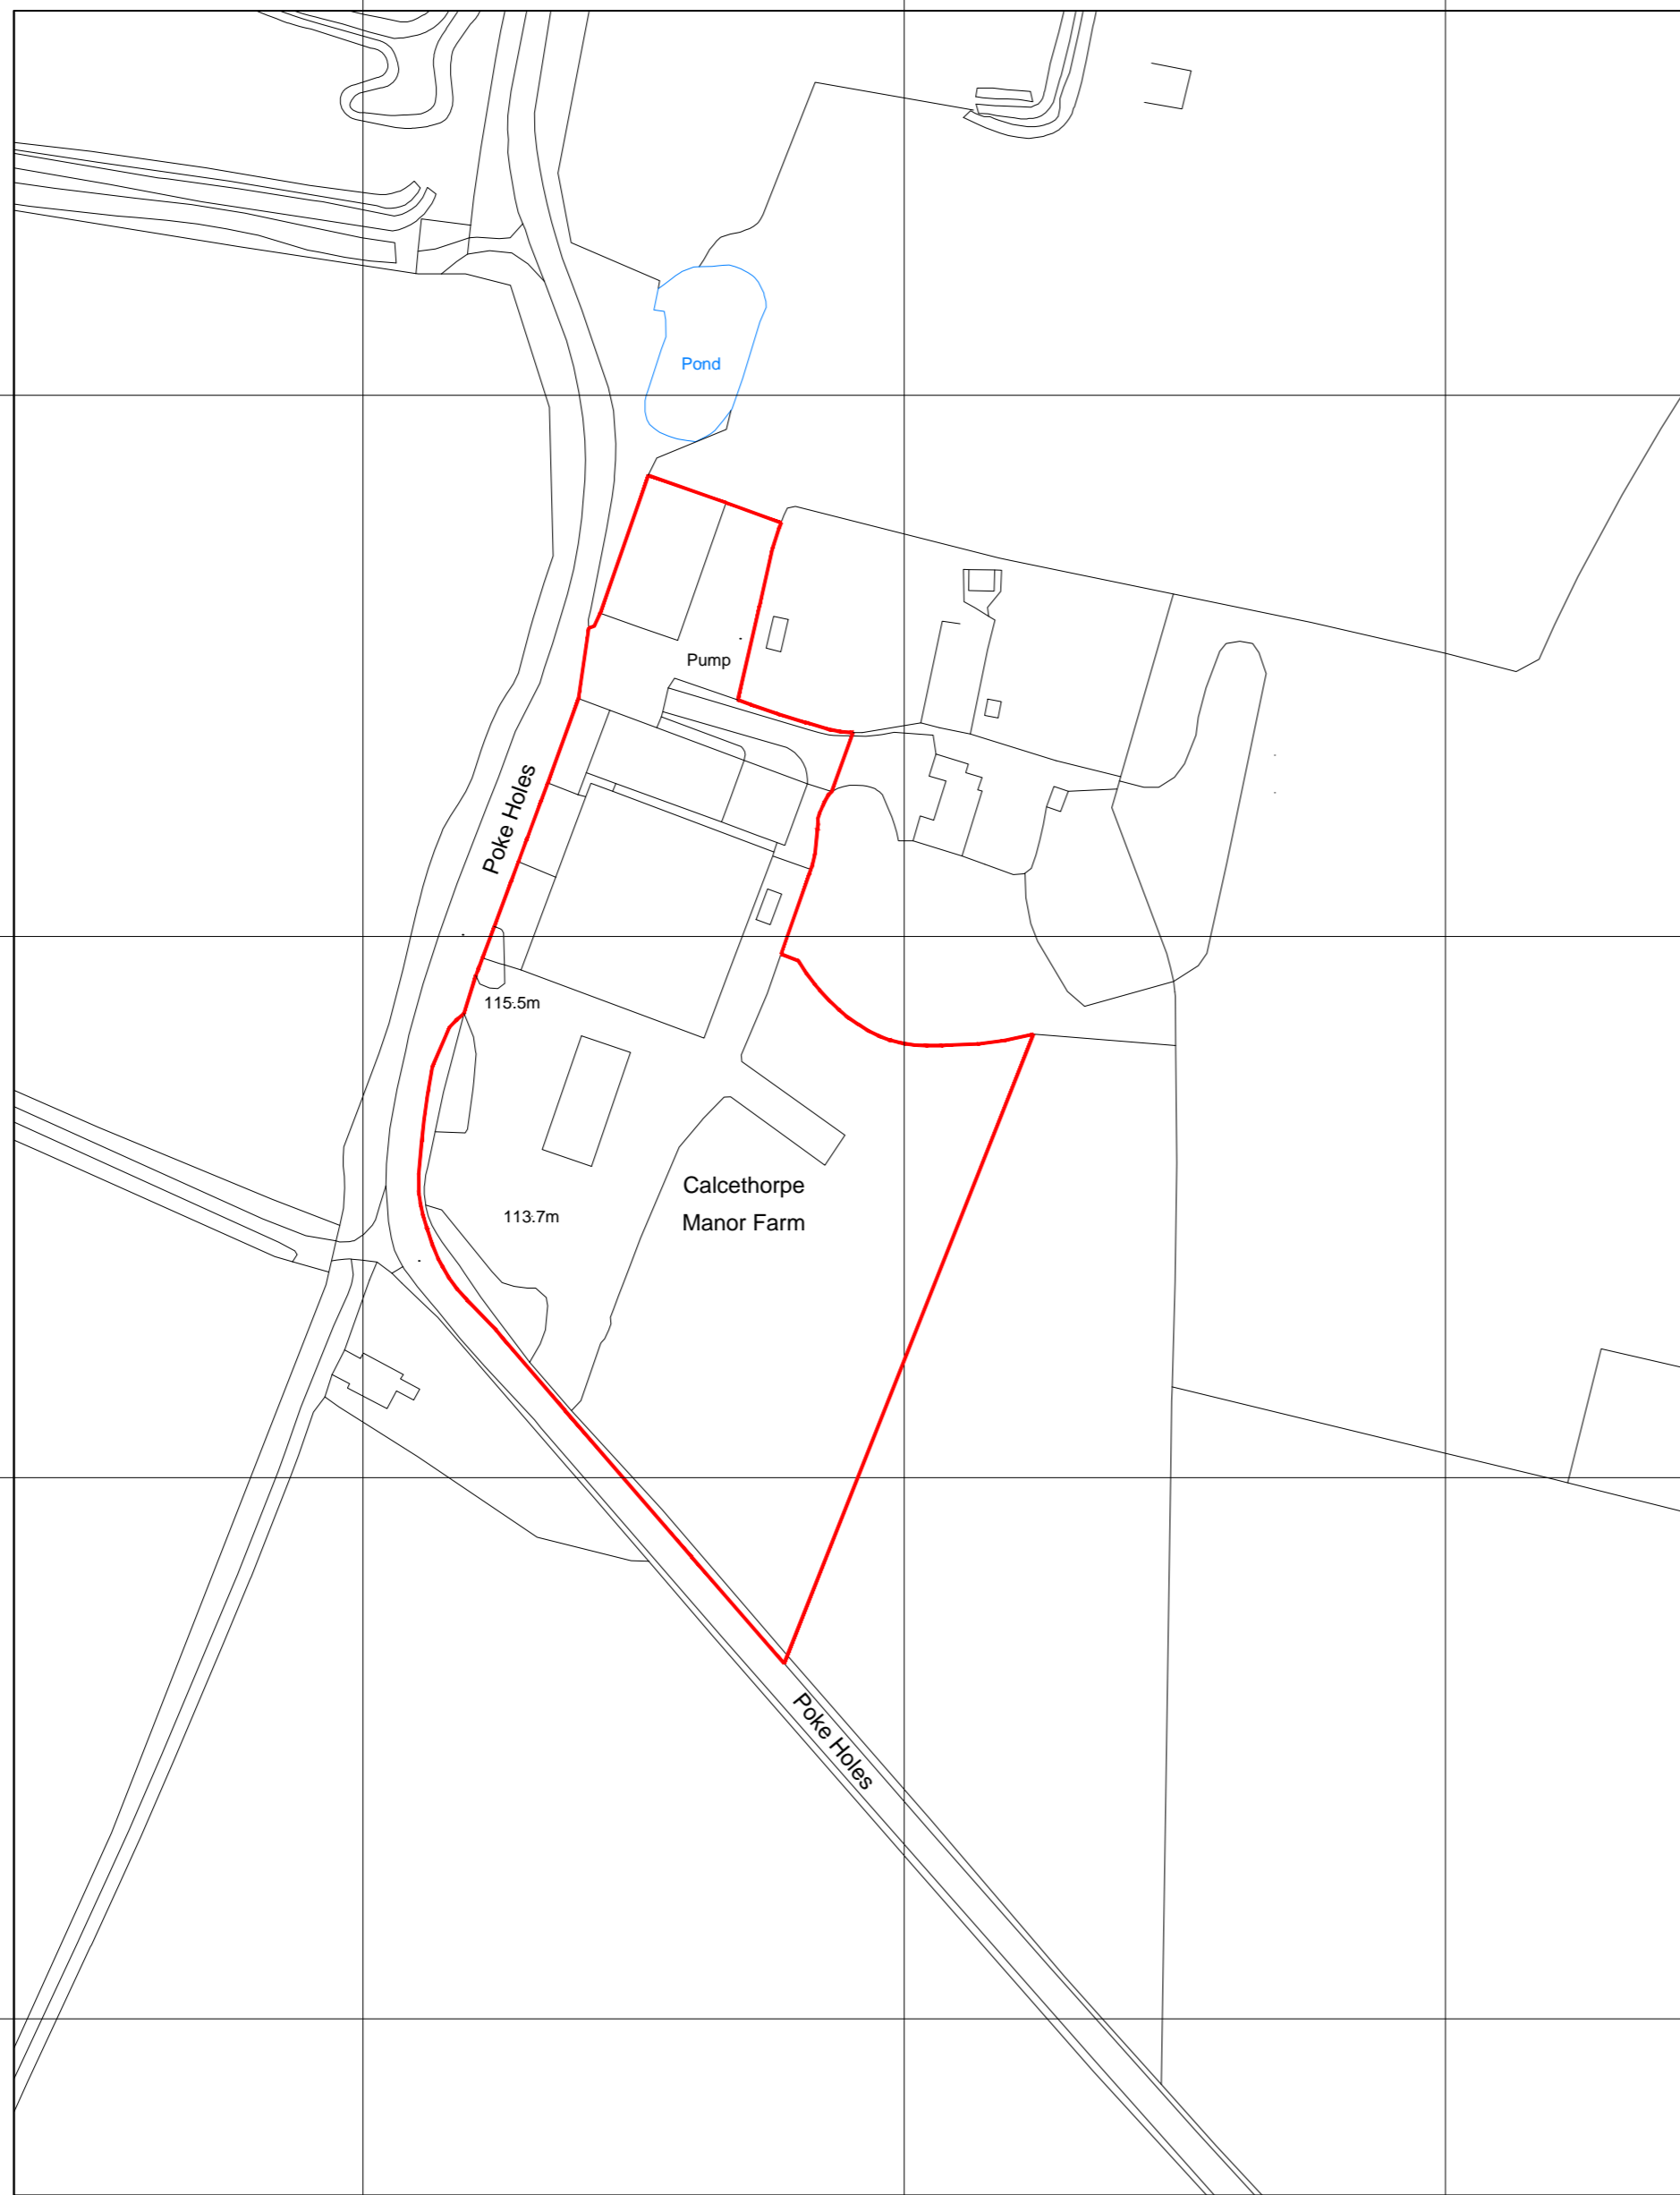 Pond
Pump
Poke Holes
115.5m
Calcethorpe
Manor Farm
113.7m
Poke Holes